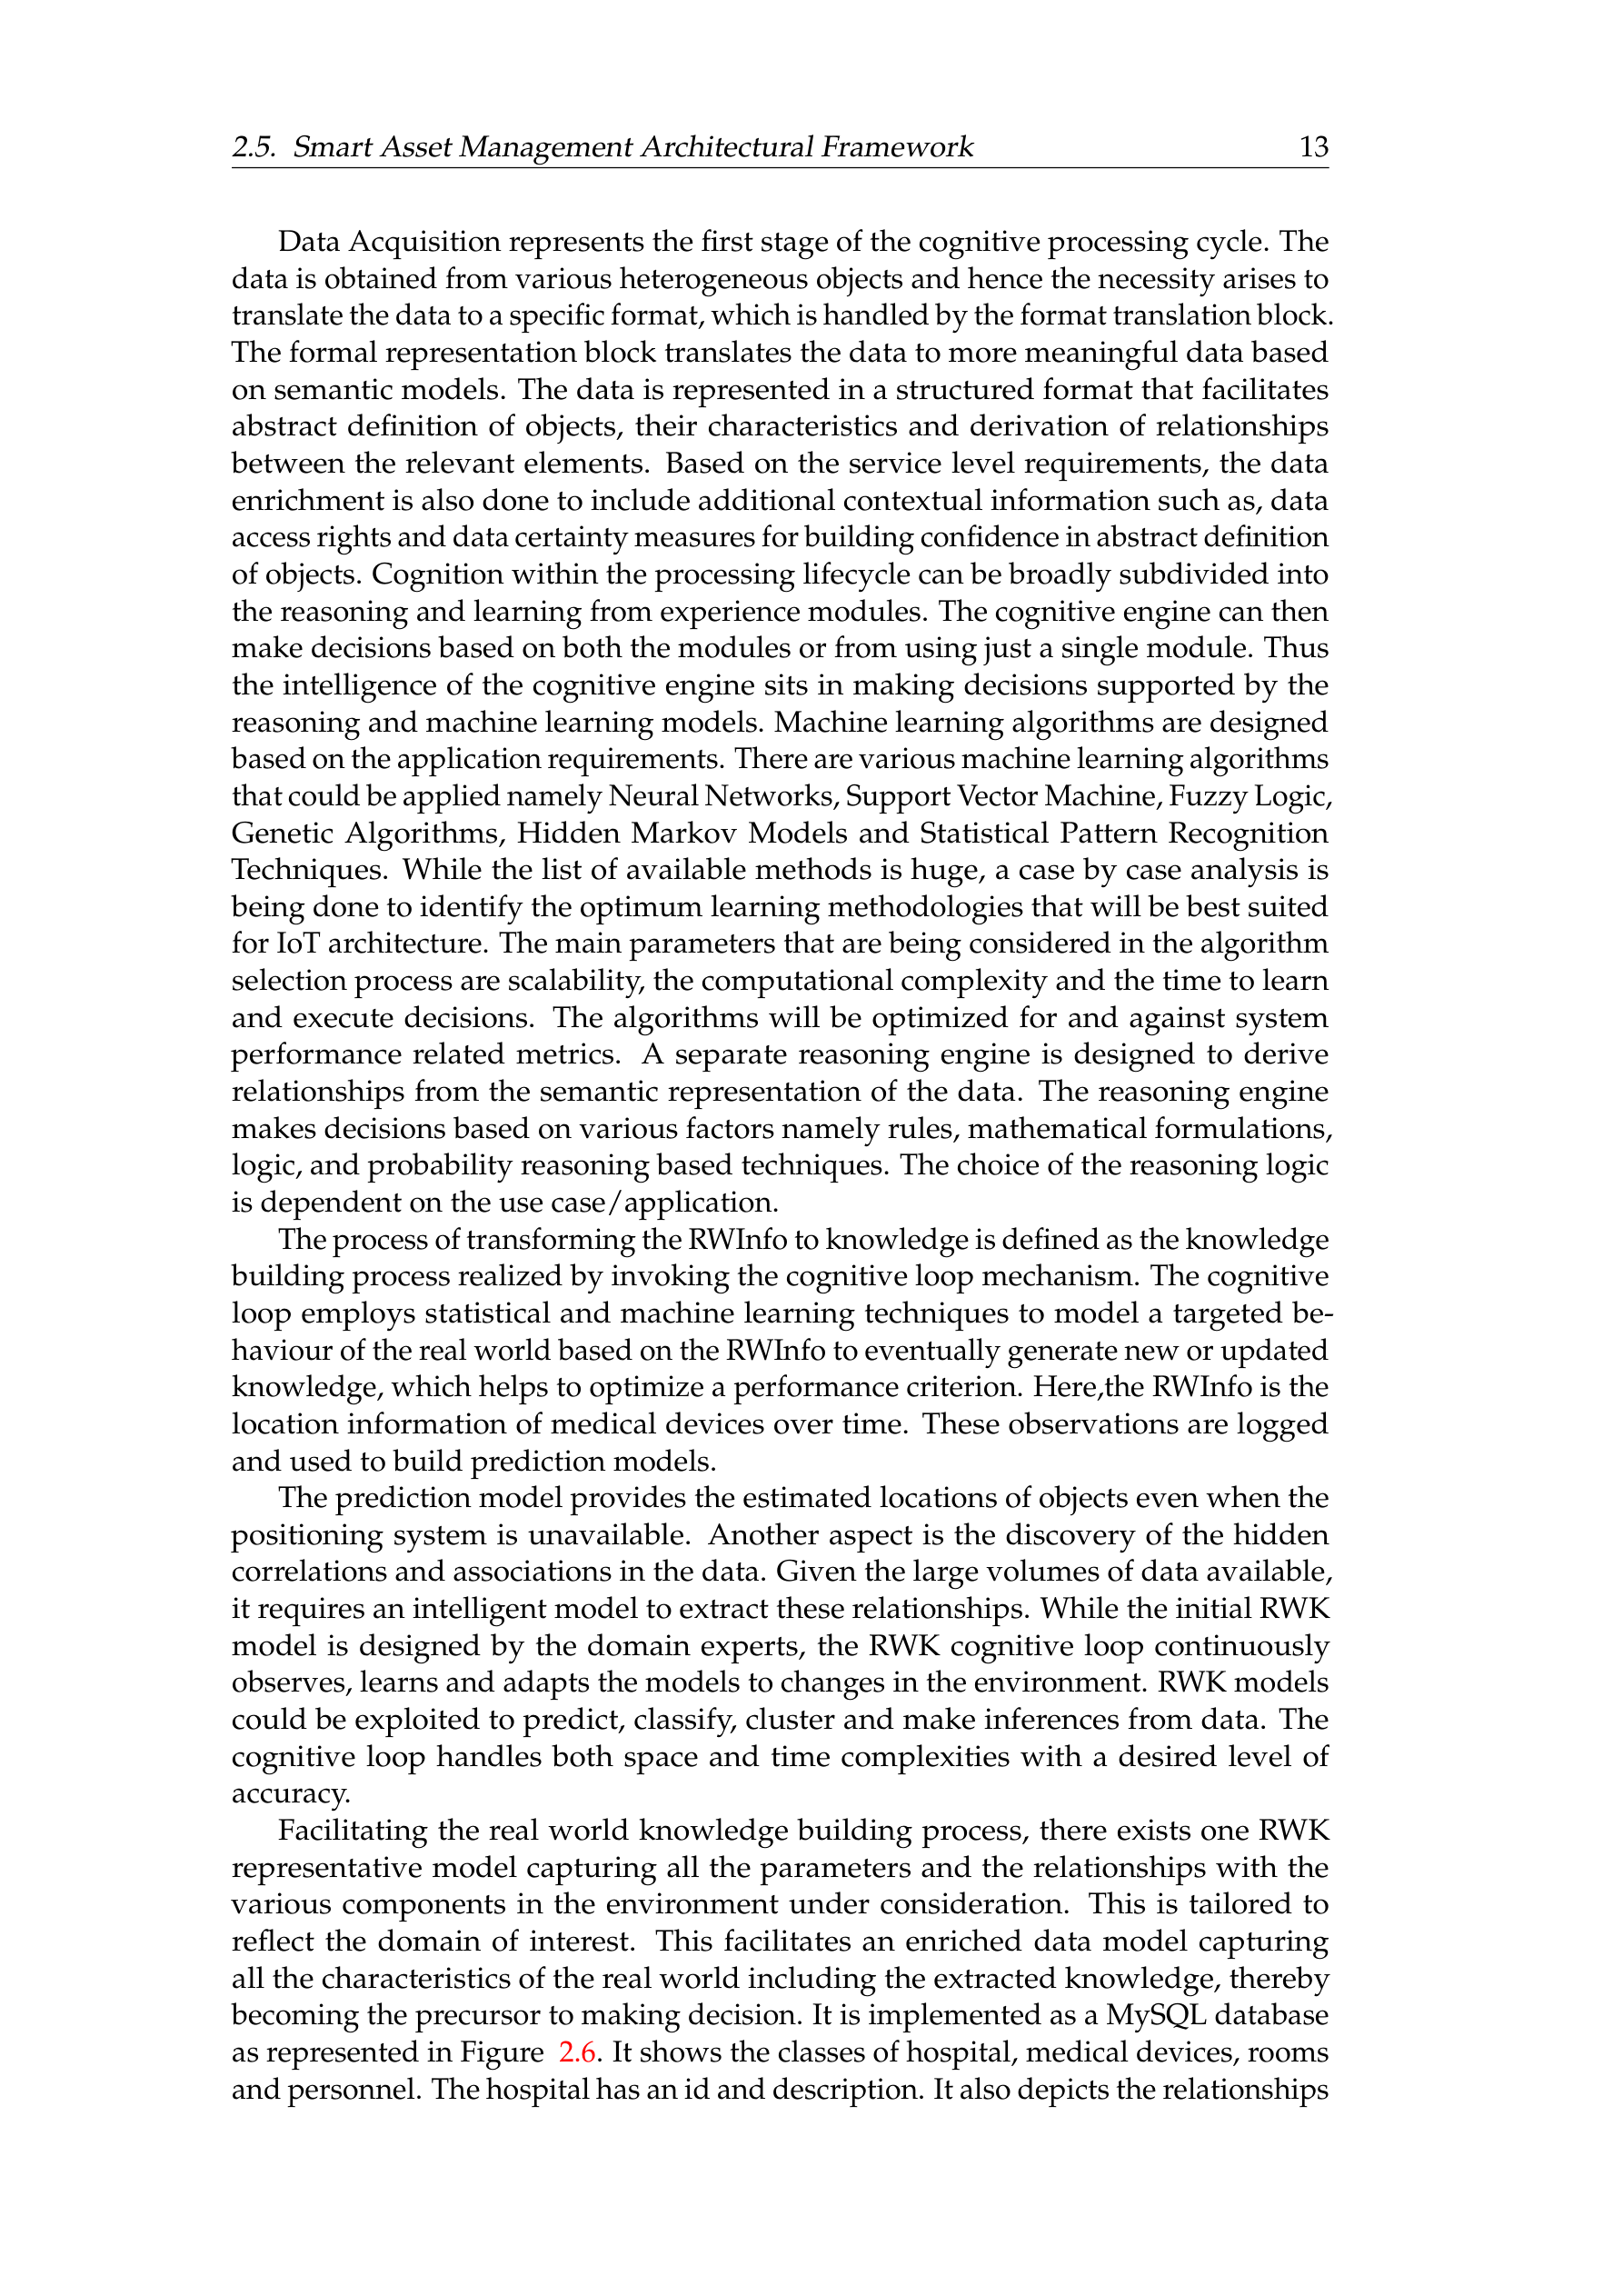 2.5. Smart Asset Management Architectural Framework 13
Data Acquisition represents the first stage of the cognitive processing cycle. The
data is obtained from various heterogeneous objects and hence the necessity arises to
translate the data to a specific format, which is handled by the format translation block.
The formal representation block translates the data to more meaningful data based
on semantic models. The data is represented in a structured format that facilitates
abstract definition of objects, their characteristics and derivation of relationships
between the relevant elements. Based on the service level requirements, the data
enrichment is also done to include additional contextual information such as, data
access rights and data certainty measures for building confidence in abstract definition
of objects. Cognition within the processing lifecycle can be broadly subdivided into
the reasoning and learning from experience modules. The cognitive engine can then
make decisions based on both the modules or from using just a single module. Thus
the intelligence of the cognitive engine sits in making decisions supported by the
reasoning and machine learning models. Machine learning algorithms are designed
based on the application requirements. There are various machine learning algorithms
that could be applied namely Neural Networks, Support Vector Machine, Fuzzy Logic,
Genetic Algorithms, Hidden Markov Models and Statistical Pattern Recognition
Techniques. While the list of available methods is huge, a case by case analysis is
being done to identify the optimum learning methodologies that will be best suited
for IoT architecture. The main parameters that are being considered in the algorithm
selection process are scalability, the computational complexity and the time to learn
and execute decisions. The algorithms will be optimized for and against system
performance related metrics. A separate reasoning engine is designed to derive
relationships from the semantic representation of the data. The reasoning engine
makes decisions based on various factors namely rules, mathematical formulations,
logic, and probability reasoning based techniques. The choice of the reasoning logic
is dependent on the use case/application.
The process of transforming the RWInfo to knowledge is defined as the knowledge
building process realized by invoking the cognitive loop mechanism. The cognitive
loop employs statistical and machine learning techniques to model a targeted be-
haviour of the real world based on the RWInfo to eventually generate new or updated
knowledge, which helps to optimize a performance criterion. Here,the RWInfo is the
location information of medical devices over time. These observations are logged
and used to build prediction models.
The prediction model provides the estimated locations of objects even when the
positioning system is unavailable. Another aspect is the discovery of the hidden
correlations and associations in the data. Given the large volumes of data available,
it requires an intelligent model to extract these relationships. While the initial RWK
model is designed by the domain experts, the RWK cognitive loop continuously
observes, learns and adapts the models to changes in the environment. RWK models
could be exploited to predict, classify, cluster and make inferences from data. The
cognitive loop handles both space and time complexities with a desired level of
accuracy.
Facilitating the real world knowledge building process, there exists one RWK
representative model capturing all the parameters and the relationships with the
various components in the environment under consideration. This is tailored to
reflect the domain of interest. This facilitates an enriched data model capturing
all the characteristics of the real world including the extracted knowledge, thereby
becoming the precursor to making decision. It is implemented as a MySQL database
as represented in Figure 2.6. It shows the classes of hospital, medical devices, rooms
and personnel. The hospital has an id and description. It also depicts the relationships